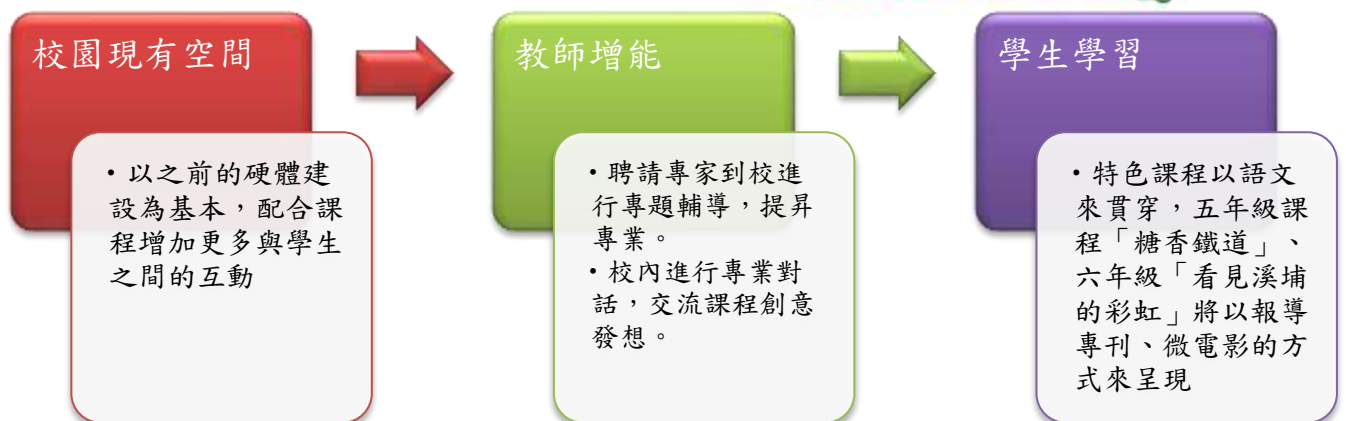 校園現有空間
・以之前的硬體建
設為基本，配合課
程增加更多與學生
之間的互動
教師增能
・聘請專家到校進
行專題輔導，提昇
專業。
・校內進行專業對
話，交流課程創意
發想。
學生學習
・特色課程以語文
來貫穿，五年級課
程「糖香鐵道」、
六年級「看見溪埔
的彩虹」將以報導
專刊、微電影的方
式來呈現